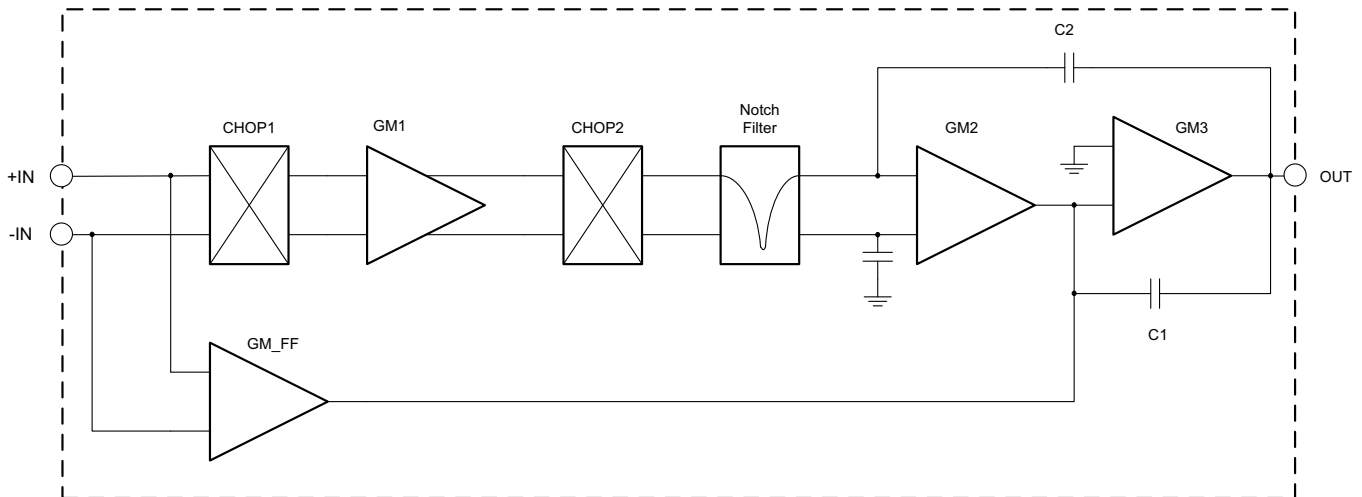 C2
Notch
Filter
CHOP1
GM1
CHOP2
GM2
GM3
+IN
OUT
-IN
C1
GM_FF